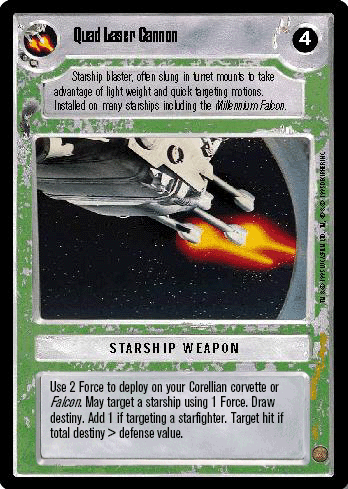 Quad Laser Cannon
4
Starship blaster, often slung in turret mounts to take
advantage of light weight and quick targeting motions.
Installed on many starships including the Millennium Falcon.
STARSHIP WEAPON
Use 2 Force to deploy on your Corellian corvette or
Falcon. May target a starship using 1 Force. Draw
destiny. Add 1 if targeting a starfighter. Target hit if
total destiny > defense value.